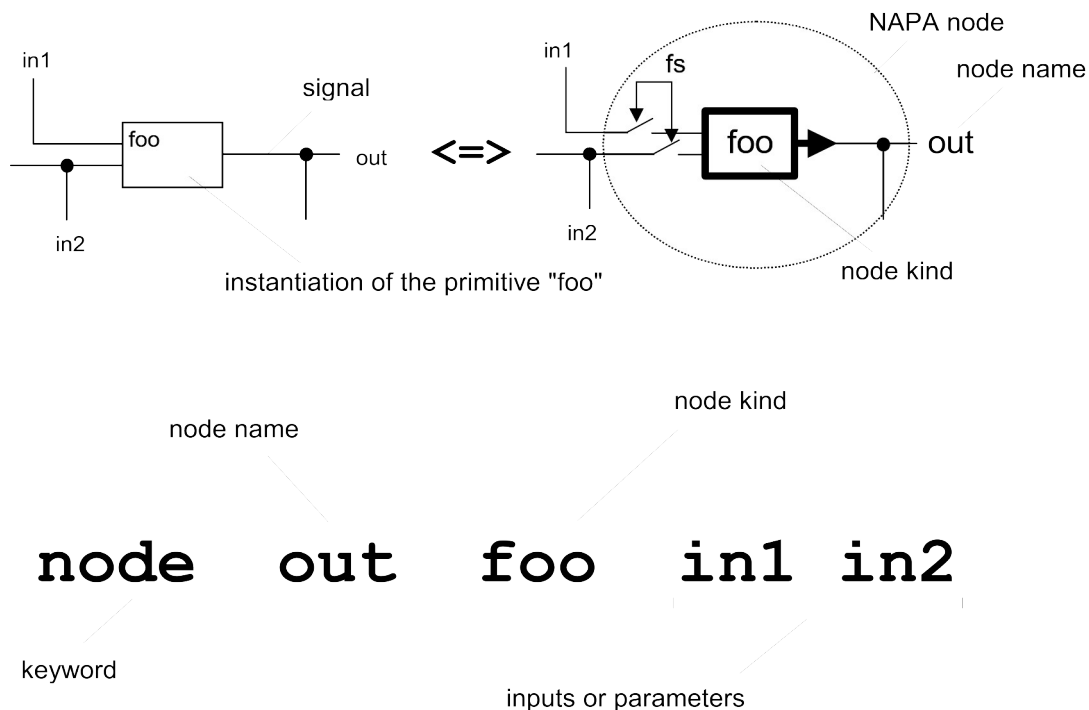 NAPA node
in1
signal
foo
out
in2
instantiation of the primitive "foo"
<=>
in1
fs
node name
foo
out
in2
node kind
node name
node kind
node out foo in1 in2
keyword
inputs or parameters